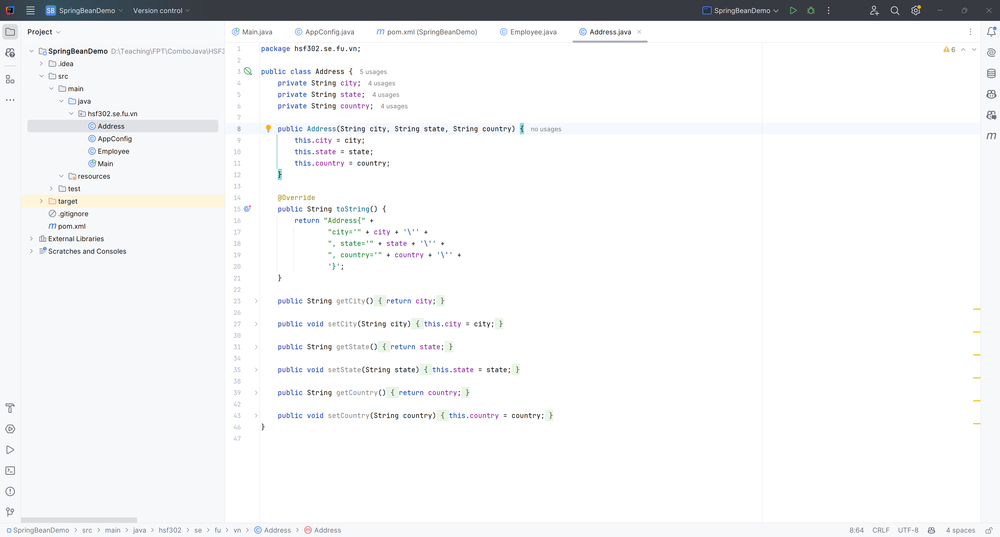 SB SpringBeanDemo Version control SpringBeanDemo
Project
Main.java AppConfig.java m pom.xml (SpringBeanDemo) Employee.java Address.java
SpringBeanDemo D:\Teaching\FPT\ComboJava\HSF3
.idea
src
main
java
hsf302.se.fu.vn
Address
AppConfig
Employee
Main
resources
test
target
.gitignore
m pom.xml
External Libraries
Scratches and Consoles
6
1 package hsf302.se.fu.vn;
2
3 public class Address { 5 usages
4 private String city; 4 usages
5 private String state; 4 usages
6 private String country; 4 usages
7
8 public Address(String city, String state, String country) { no usages
9 this.city = city;
10 this.state = state;
11 this.country = country;
12 }
13
14 @Override
15 public String toString() {
16 return "Address{" +
17 "city='" + city + '\'' +
18 ", state='" + state + '\'' +
19 ", country='" + country + '\'' +
20 '}';
21 }
22
23 public String getCity() { return city; }
26
27 public void setCity(String city) { this.city = city; }
30
31 public String getState() { return state; }
34
35 public void setState(String state) { this.state = state; }
38
39 public String getCountry() { return country; }
42
43 public void setCountry(String country) { this.country = country; }
46 }
47
m
SpringBeanDemo > src > main > java > hsf302 > se > fu > vn > Address > Address 8:64 CRLF UTF-8 4 spaces